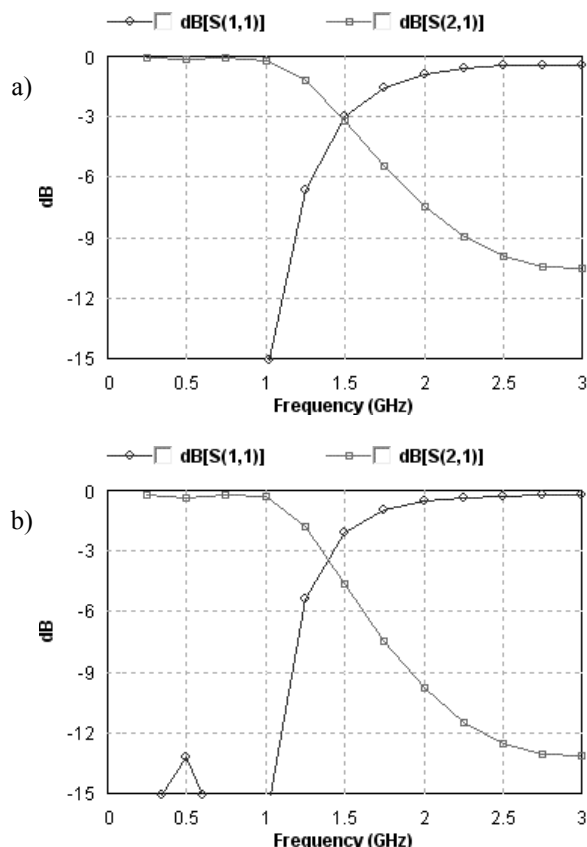 dB[S(1,1)] dB[S(2,1)]
a)
0
-3
-6
-9
-12
-15
dB
0 0.5 1 1.5 2 2.5 3
Frequency (GHz)
dB[S(1,1)] dB[S(2,1)]
b)
0
-3
-6
-9
-12
-15
dB
0 0.5 1 1.5 2 2.5 3
Frequency (GHz)